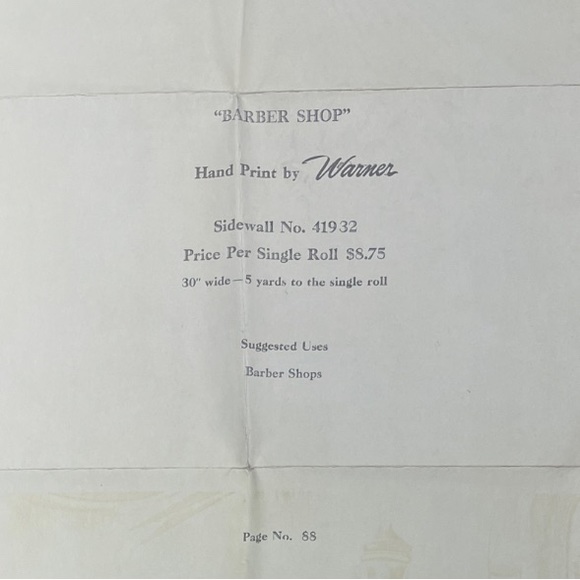 “BARBER SHOP”
Hand Print by Warner
Sidewall No. 41932
Price Per Single Roll $8.75
30" wide—5 yards to the single roll
Suggested Uses
Barber Shops
Page No. 88